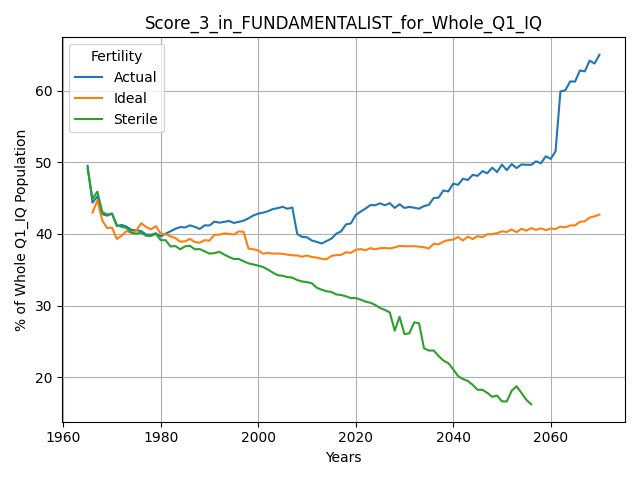 Score_3_in_FUNDAMENTALIST_for_Whole_Q1_IQ
Fertility
Actual
Ideal
Sterile
% of Whole Q1_IQ Population
60
50
40
30
20
1960
1980
2000
2020
2040
2060
Years